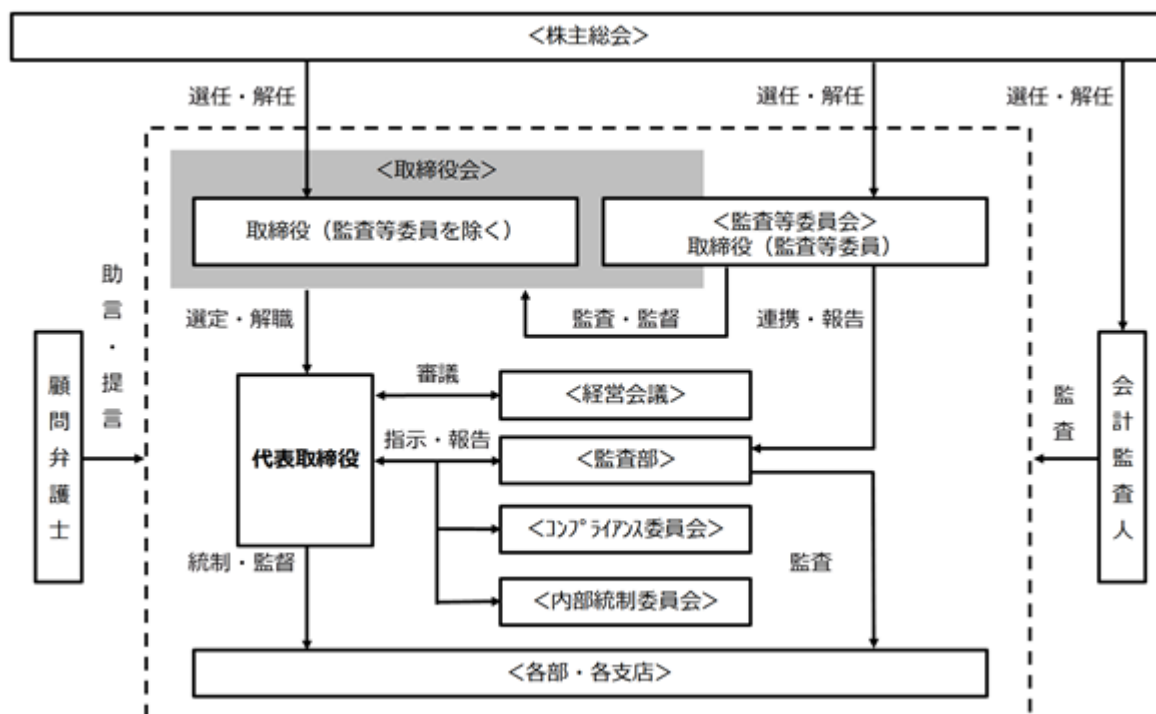 ＜株主総会＞
選任・解任
選任・解任
選任・解任
＜取締役会＞
取締役（監査等委員を除く）
＜監査等委員会＞
取締役（監査等委員）
助言・提言
選定・解職
監査・監督
連携・報告
顧問弁護士
審議
＜経営会議＞
監査
会計監査人
指示・報告
代表取締役
＜監査部＞
＜ｺﾝﾌﾟﾗｲｱﾝｽ委員会＞
統制・監督
監査
＜内部統制委員会＞
＜各部・各支店＞